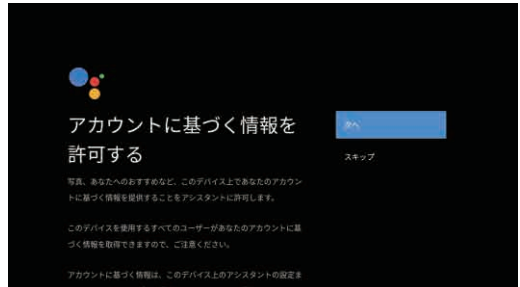 アカウントに基づく情報を
許可する
写真、あなたへのおすすめなど、このデバイス上であなたのアカウン
トに基づく情報を提供することをアシスタントに許可します。
このデバイスを使用するすべてのユーザーがあなたのアカウントに基
づく情報を取得できますので、ご注意ください。
アカウントに基づく情報は、このデバイス上のアシスタントの設定ま
次へ
スキップ